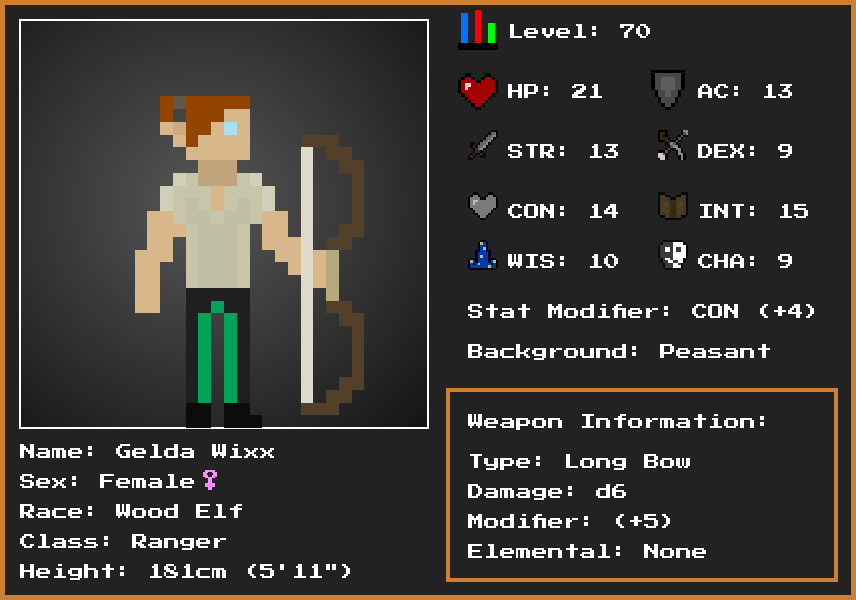 Level: 70
HP: 21 AC: 13
STR: 13 DEX: 9
CON: 14 INT: 15
WIS: 10 CHA: 9
Stat Modifier: CON (+4)
Background: Peasant
Weapon Information:
Type: Long Bow
Damage: d6
Modifier: (+5)
Elemental: None
Name: Gelda Wixx
Sex: Female♀
Race: Wood Elf
Class: Ranger
Height: 181cm (5'11")